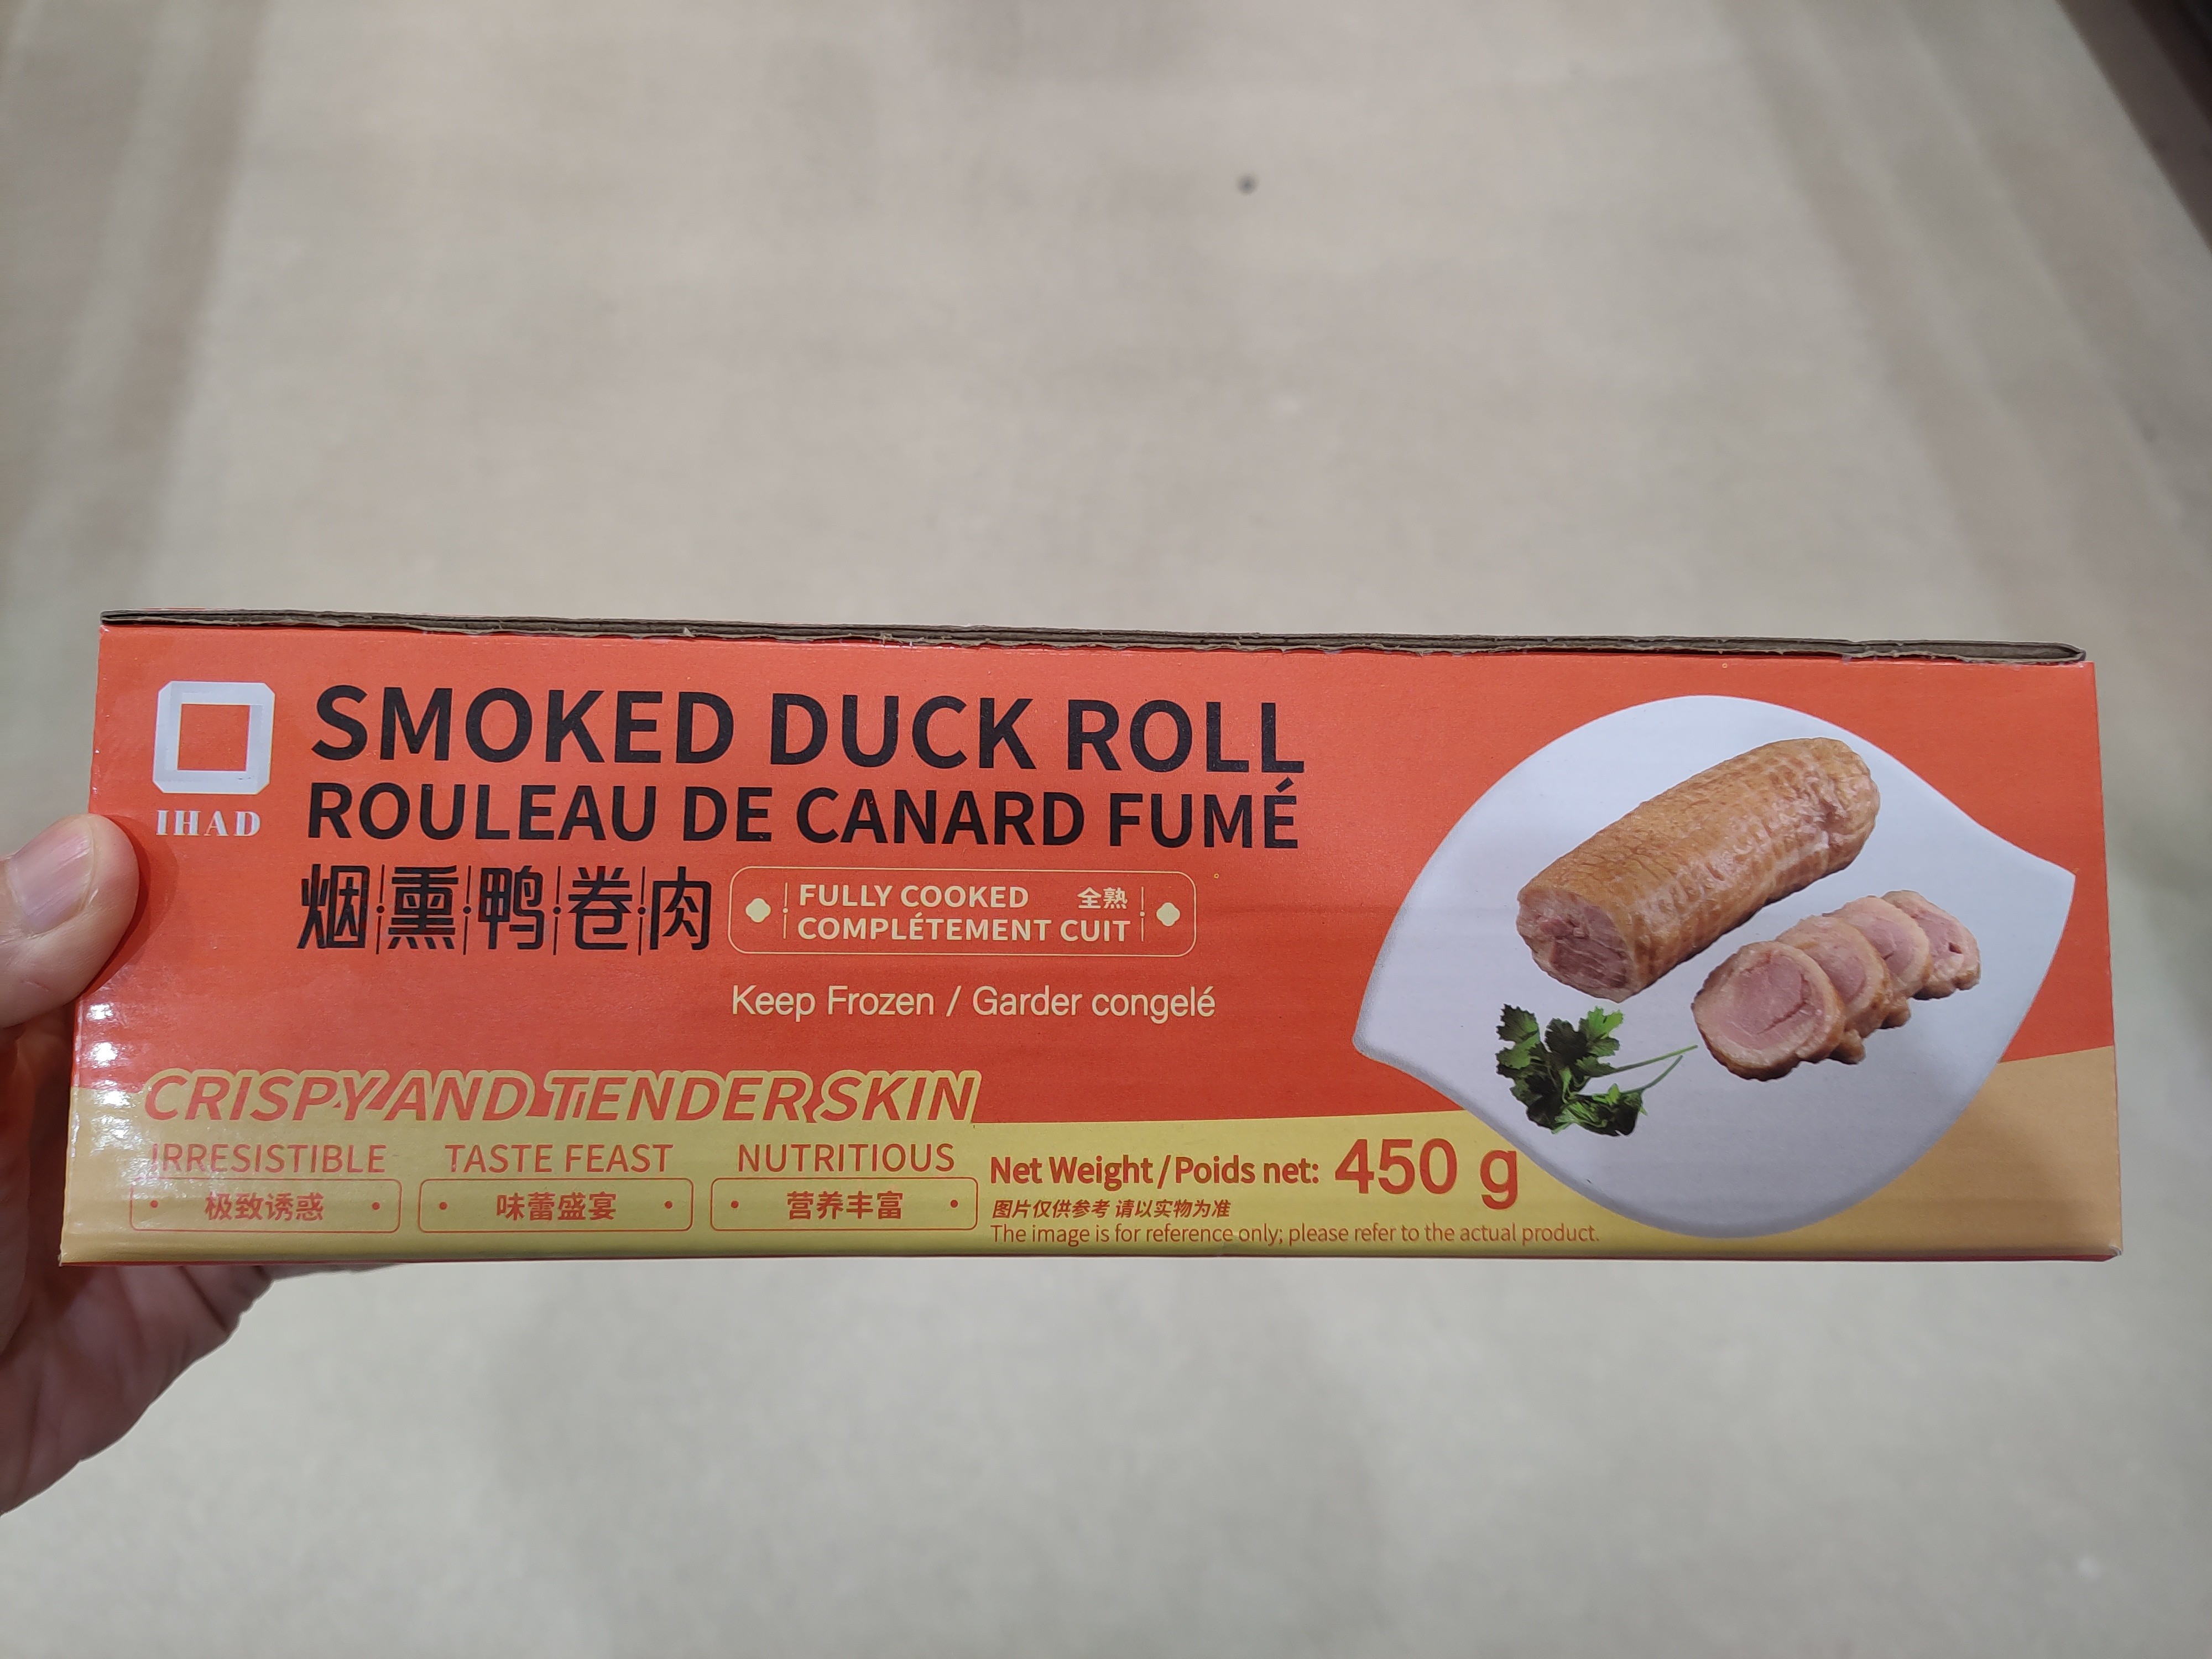 IHAD
SMOKED DUCK ROLL
ROULEAU DE CANARD FUMÉ
烟熏鸭卷肉
FULLY COOKED 全熟
COMPLÉTEMENT CUIT
Keep Frozen / Garder congelé
CRISPY AND TENDER SKIN
IRRESISTIBLE TASTE FEAST NUTRITIOUS
极致诱惑 味蕾盛宴 营养丰富
Net Weight/Poids net: 450 g
图片仅供参考 请以实物为准
The image is for reference only; please refer to the actual product.